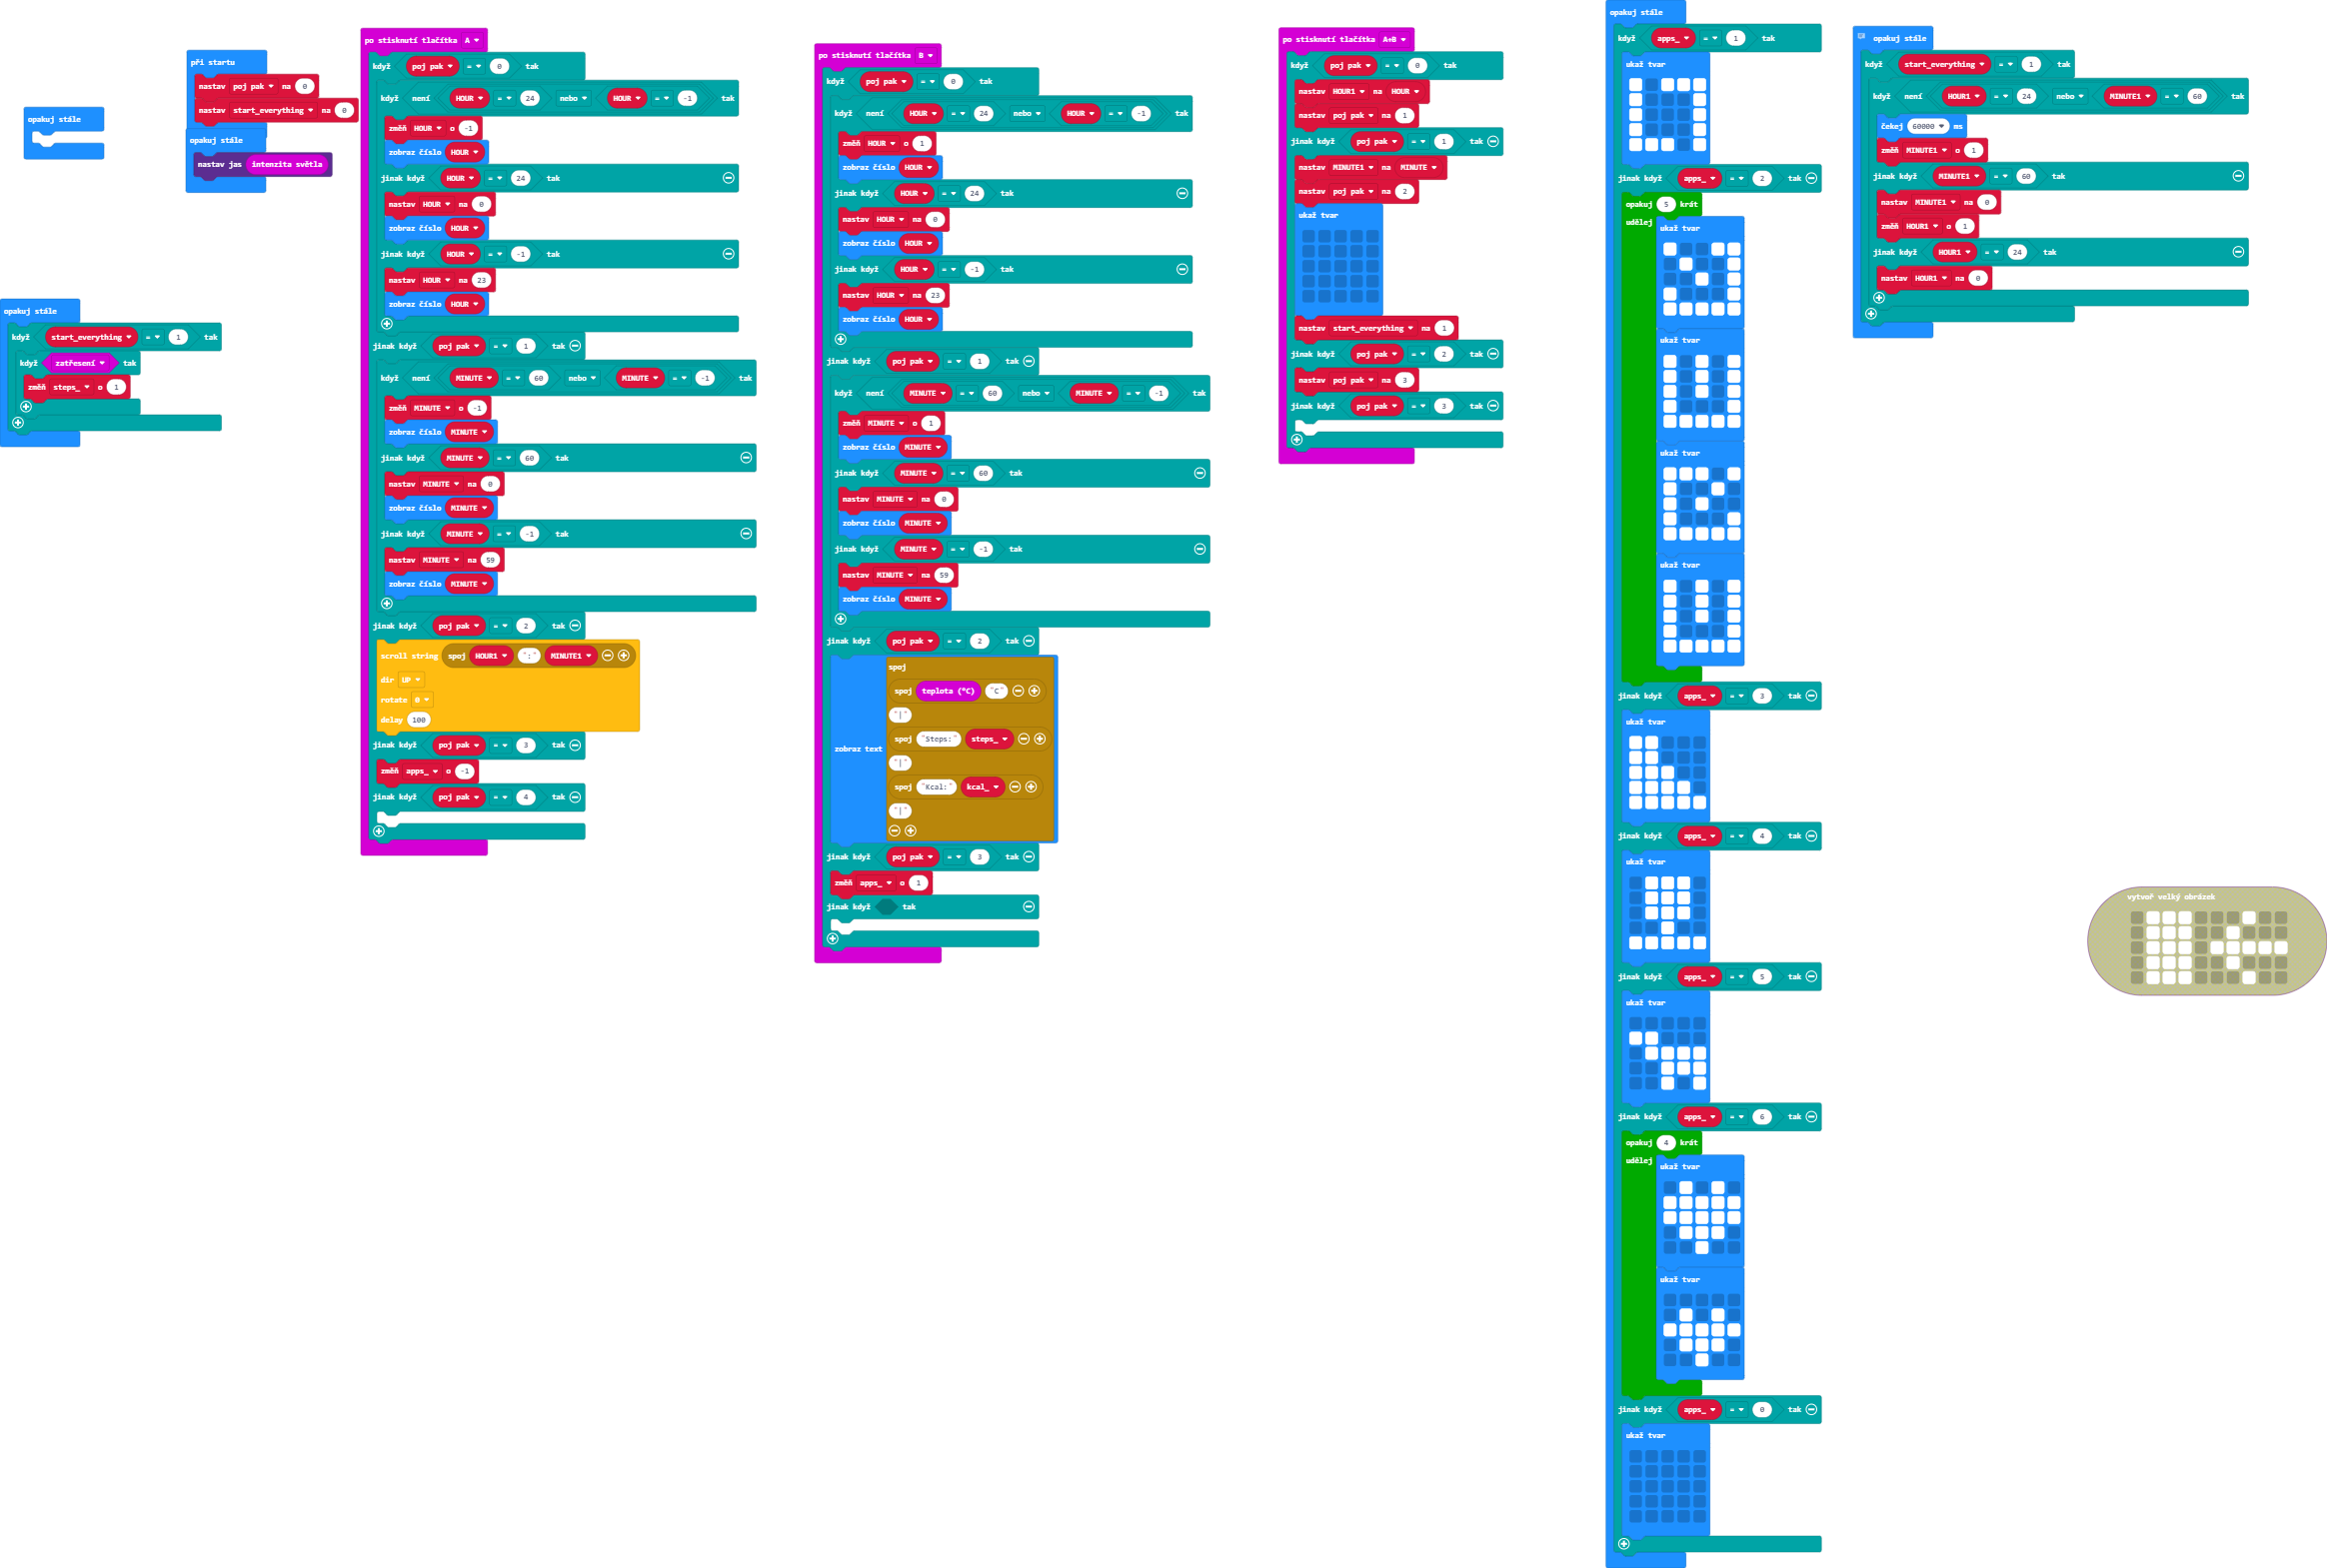 opakuj stále
při startu
nastav poj pak na 0
nastav start_everything na 0
opakuj stále
nastav jas intenzita světla
opakuj stále
když start_everything = 1 tak
když zatřesení tak
změň steps_ o 1
po stisknutí tlačítka A
když poj pak = 0 tak
když není HOUR = 24 nebo HOUR = -1 tak
změň HOUR o -1
zobraz číslo HOUR
jinak když HOUR = 24 tak
nastav HOUR na 0
zobraz číslo HOUR
jinak když HOUR = -1 tak
nastav HOUR na 23
zobraz číslo HOUR
jinak když poj pak = 1 tak
když není MINUTE = 60 nebo MINUTE = -1 tak
změň MINUTE o -1
zobraz číslo MINUTE
jinak když MINUTE = 60 tak
nastav MINUTE na 0
zobraz číslo MINUTE
jinak když MINUTE = -1 tak
nastav MINUTE na 59
zobraz číslo MINUTE
jinak když poj pak = 2 tak
scroll string spoj HOUR1 ":" MINUTE1
dir UP
rotate 0
delay 100
jinak když poj pak = 3 tak
změň apps_ o -1
jinak když poj pak = 4 tak
po stisknutí tlačítka B
když poj pak = 0 tak
když není HOUR = 24 nebo HOUR = -1 tak
změň HOUR o 1
zobraz číslo HOUR
jinak když HOUR = 24 tak
nastav HOUR na 0
zobraz číslo HOUR
jinak když HOUR = -1 tak
nastav HOUR na 23
zobraz číslo HOUR
jinak když poj pak = 1 tak
když není MINUTE = 60 nebo MINUTE = -1 tak
změň MINUTE o 1
zobraz číslo MINUTE
jinak když MINUTE = 60 tak
nastav MINUTE na 0
zobraz číslo MINUTE
jinak když MINUTE = -1 tak
nastav MINUTE na 59
zobraz číslo MINUTE
jinak když poj pak = 2 tak
spoj
spoj teplota (°C) "C"
"|"
zobraz text spoj "Steps:" steps_
"|"
spoj "Kcal:" kcal_
"|"
jinak když poj pak = 3 tak
změň apps_ o 1
jinak když tak
po stisknutí tlačítka A+B
když poj pak = 0 tak
nastav HOUR1 na HOUR
nastav poj pak na 1
jinak když poj pak = 1 tak
nastav MINUTE1 na MINUTE
nastav poj pak na 2
ukaž tvar
nastav start_everything na 1
jinak když poj pak = 2 tak
nastav poj pak na 3
jinak když poj pak = 3 tak
opakuj stále
když apps_ = 1 tak
ukaž tvar
jinak když apps_ = 2 tak
opakuj 5 krát
udělej ukaž tvar
ukaž tvar
ukaž tvar
ukaž tvar
jinak když apps_ = 3 tak
ukaž tvar
jinak když apps_ = 4 tak
ukaž tvar
jinak když apps_ = 5 tak
ukaž tvar
jinak když apps_ = 6 tak
opakuj 4 krát
udělej ukaž tvar
ukaž tvar
jinak když apps_ = 0 tak
ukaž tvar
opakuj stále
když start_everything = 1 tak
když není HOUR1 = 24 nebo MINUTE1 = 60 tak
čekej 60000 ms
změň MINUTE1 o 1
jinak když MINUTE1 = 60 tak
nastav MINUTE1 na 0
změň HOUR1 o 1
jinak když HOUR1 = 24 tak
nastav HOUR1 na 0
vytvoř velký obrázek